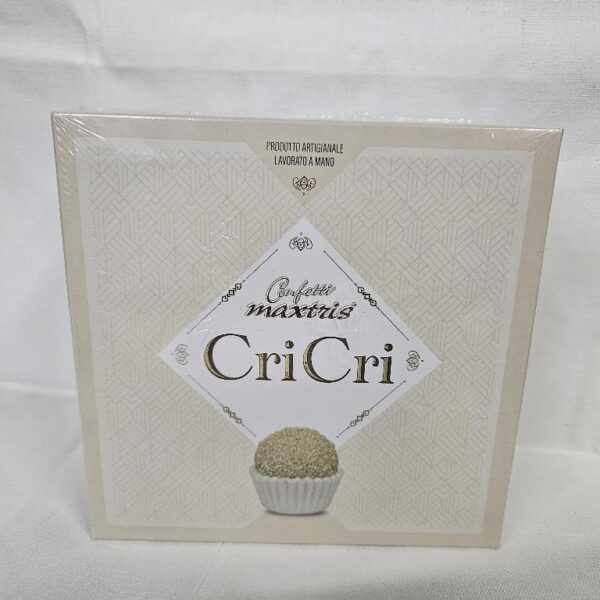 PRODOTTO ARTIGIANALE
LAVORATO A MANO
Confetti
maxtris
CriCri